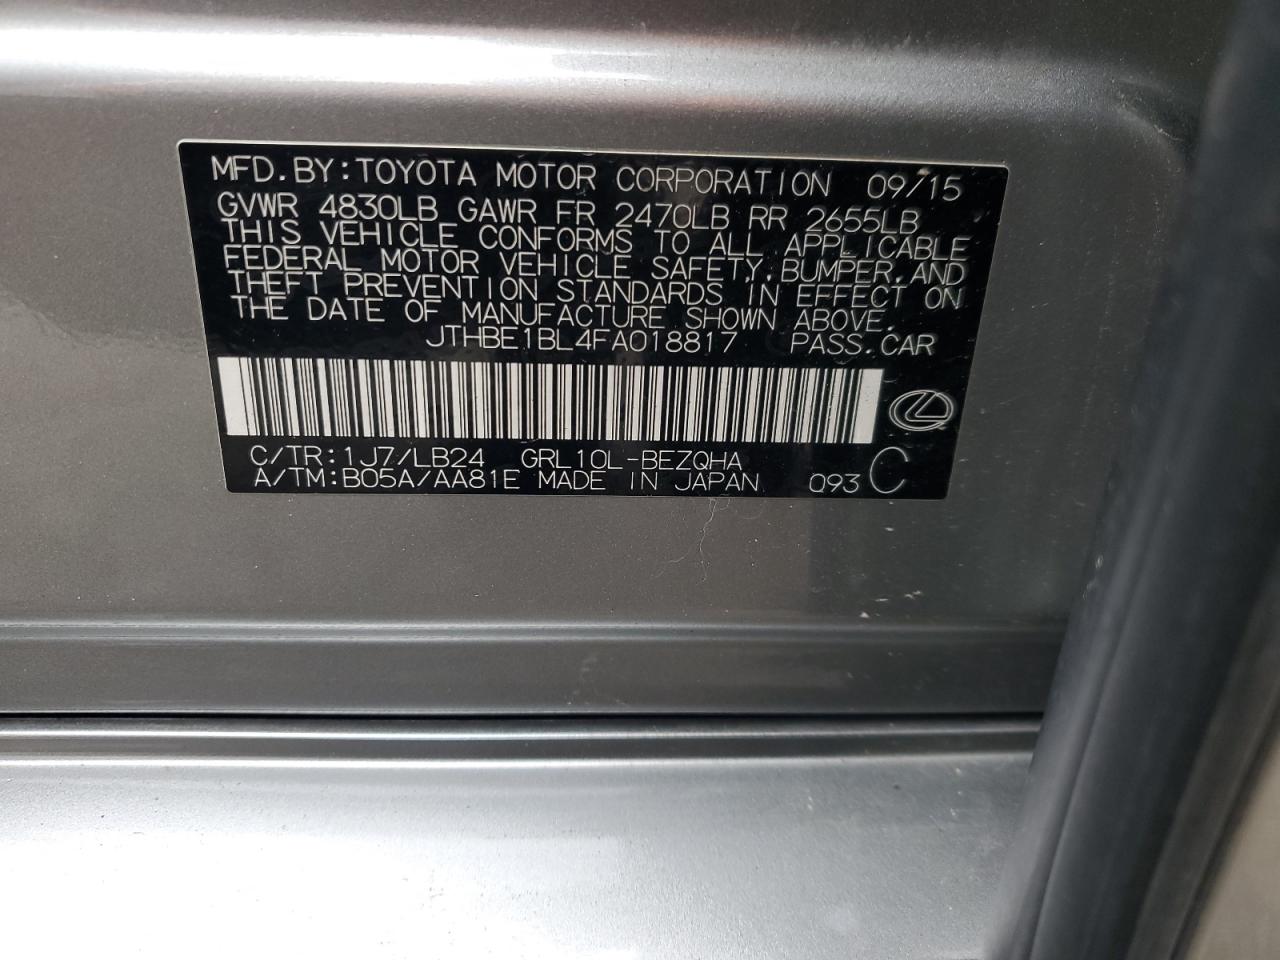 MFD.BY:TOYOTA MOTOR CORPORATION 09/15
GVWR 4830LB GAWR FR 2470LB RR 2655LB
THIS VEHICLE CONFORMS TO ALL APPLICABLE
FEDERAL MOTOR VEHICLE SAFETY,BUMPER,AND
THEFT PREVENTION STANDARDS IN EFFECT ON
THE DATE OF MANUFACTURE SHOWN ABOVE.
JTHBE1BL4FA018817 PASS.CAR
C/TR:1J7/LB24 GRL10L-BEZQHA
A/TM:B05A/AA81E MADE IN JAPAN Q93 C